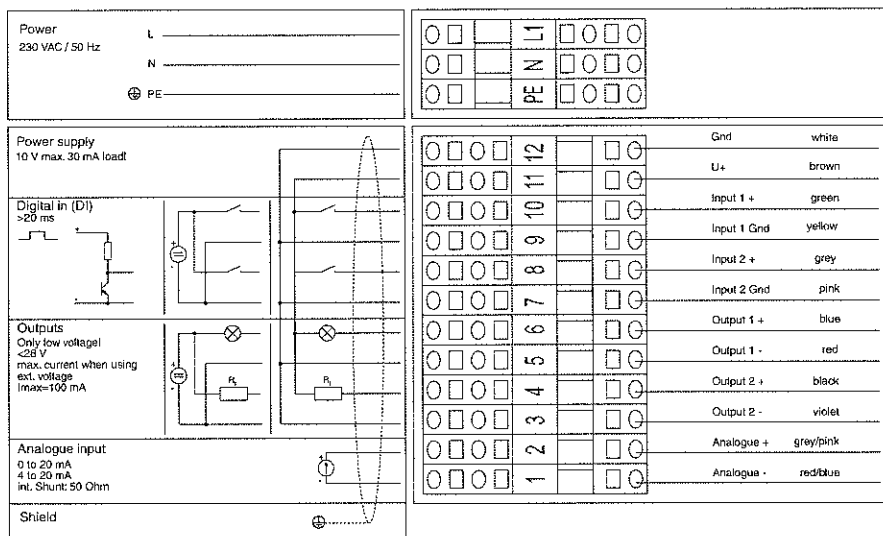 Power
230 VAC / 50 Hz
L
N
PE
L1
N
PE
Power supply
10 V max. 30 mA load!
Digital in (DI)
>20 ms
+
+
-
Outputs
Only low voltage!
<28 V
max. current when using
ext. voltage
Imax=100 mA
+
-
Analogue input
0 to 20 mA
4 to 20 mA
int. Shunt: 50 Ohm
+
-
Shield
12 Gnd white
11 U+ brown
10 Input 1 + green
9 Input 1 Gnd yellow
8 Input 2 + grey
7 Input 2 Gnd pink
6 Output 1 + blue
5 Output 1 - red
4 Output 2 + black
3 Output 2 - violet
2 Analogue + grey/pink
1 Analogue - red/blue